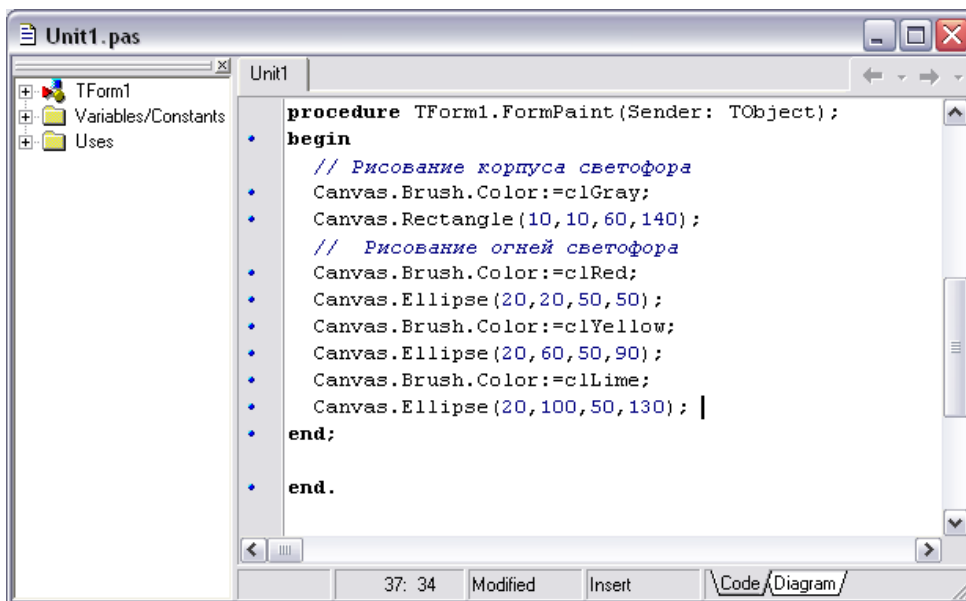 Unit1.pas
TForm1
Variables/Constants
Uses
Unit1
procedure TForm1.FormPaint(Sender: TObject);
begin
// Рисование корпуса светофора
Canvas.Brush.Color:=clGray;
Canvas.Rectangle(10,10,60,140);
//  Рисование огней светофора
Canvas.Brush.Color:=clRed;
Canvas.Ellipse(20,20,50,50);
Canvas.Brush.Color:=clYellow;
Canvas.Ellipse(20,60,50,90);
Canvas.Brush.Color:=clLime;
Canvas.Ellipse(20,100,50,130);
end;
end.
37: 34 Modified Insert Code Diagram